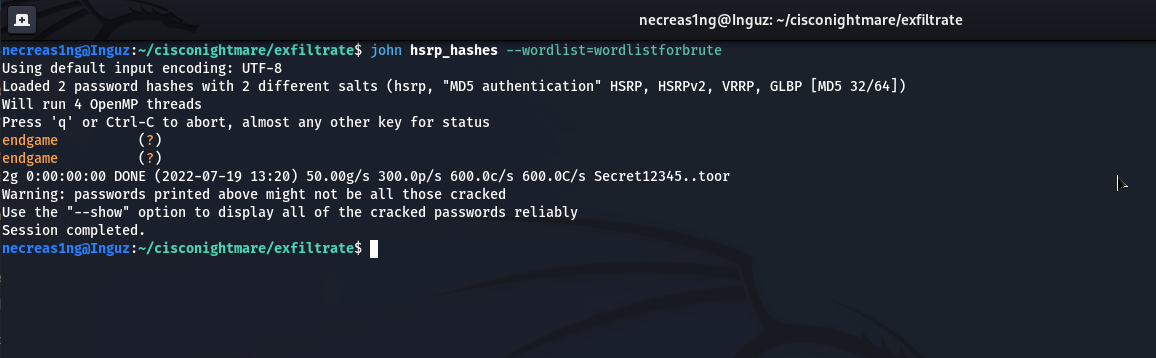 necreas1ng@Inguz: ~/cisconightmare/exfiltrate
necreas1ng@Inguz:~/cisconightmare/exfiltrate$ john hsrp_hashes --wordlist=wordlistforbrute
Using default input encoding: UTF-8
Loaded 2 password hashes with 2 different salts (hsrp, "MD5 authentication" HSRP, HSRPv2, VRRP, GLBP [MD5 32/64])
Will run 4 OpenMP threads
Press 'q' or Ctrl-C to abort, almost any other key for status
endgame          (?)
endgame          (?)
2g 0:00:00:00 DONE (2022-07-19 13:20) 50.00g/s 300.0p/s 600.0c/s 600.0C/s Secret12345..toor
Warning: passwords printed above might not be all those cracked
Use the "--show" option to display all of the cracked passwords reliably
Session completed.
necreas1ng@Inguz:~/cisconightmare/exfiltrate$